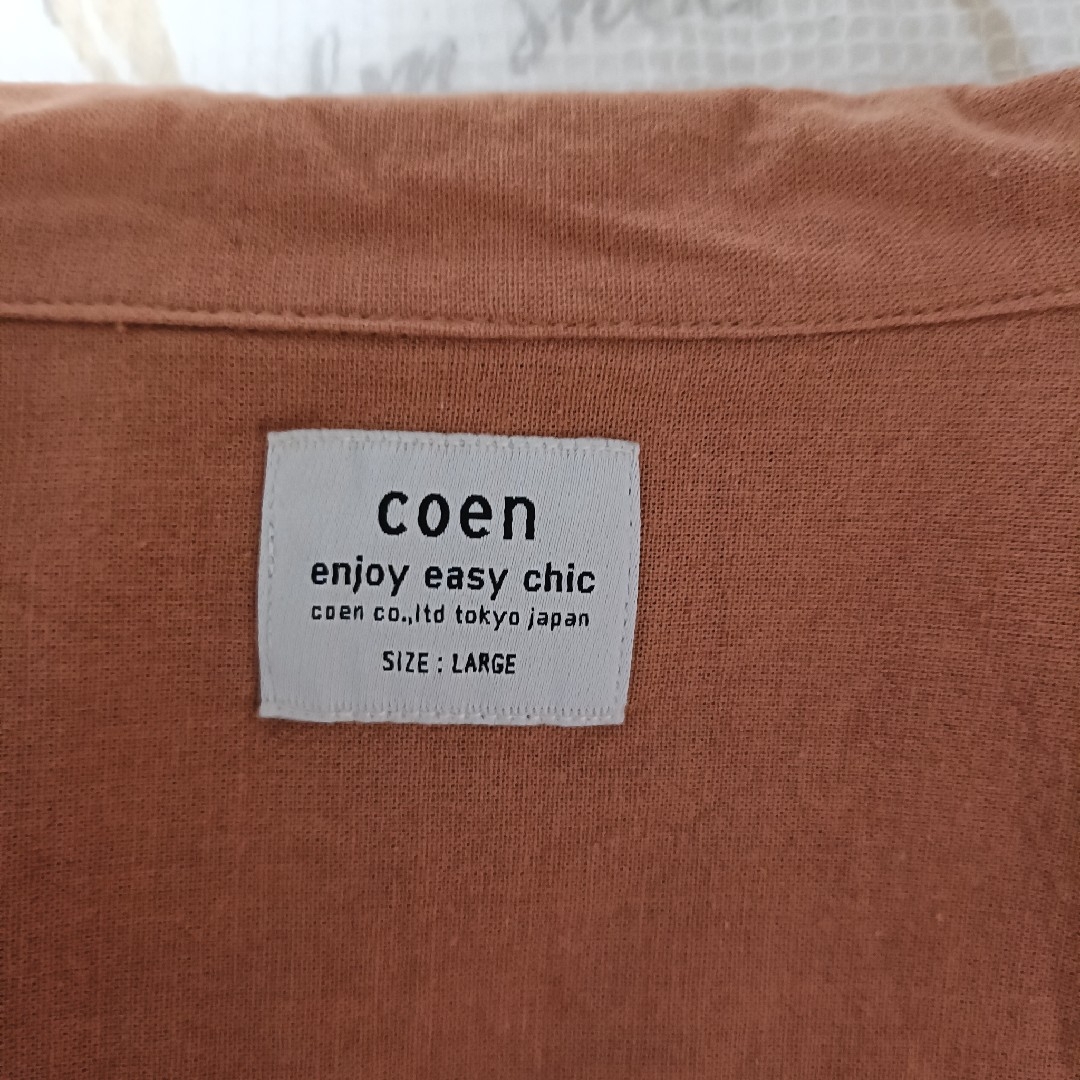 coen
enjoy easy chic
coen co.,ltd tokyo japan
SIZE : LARGE